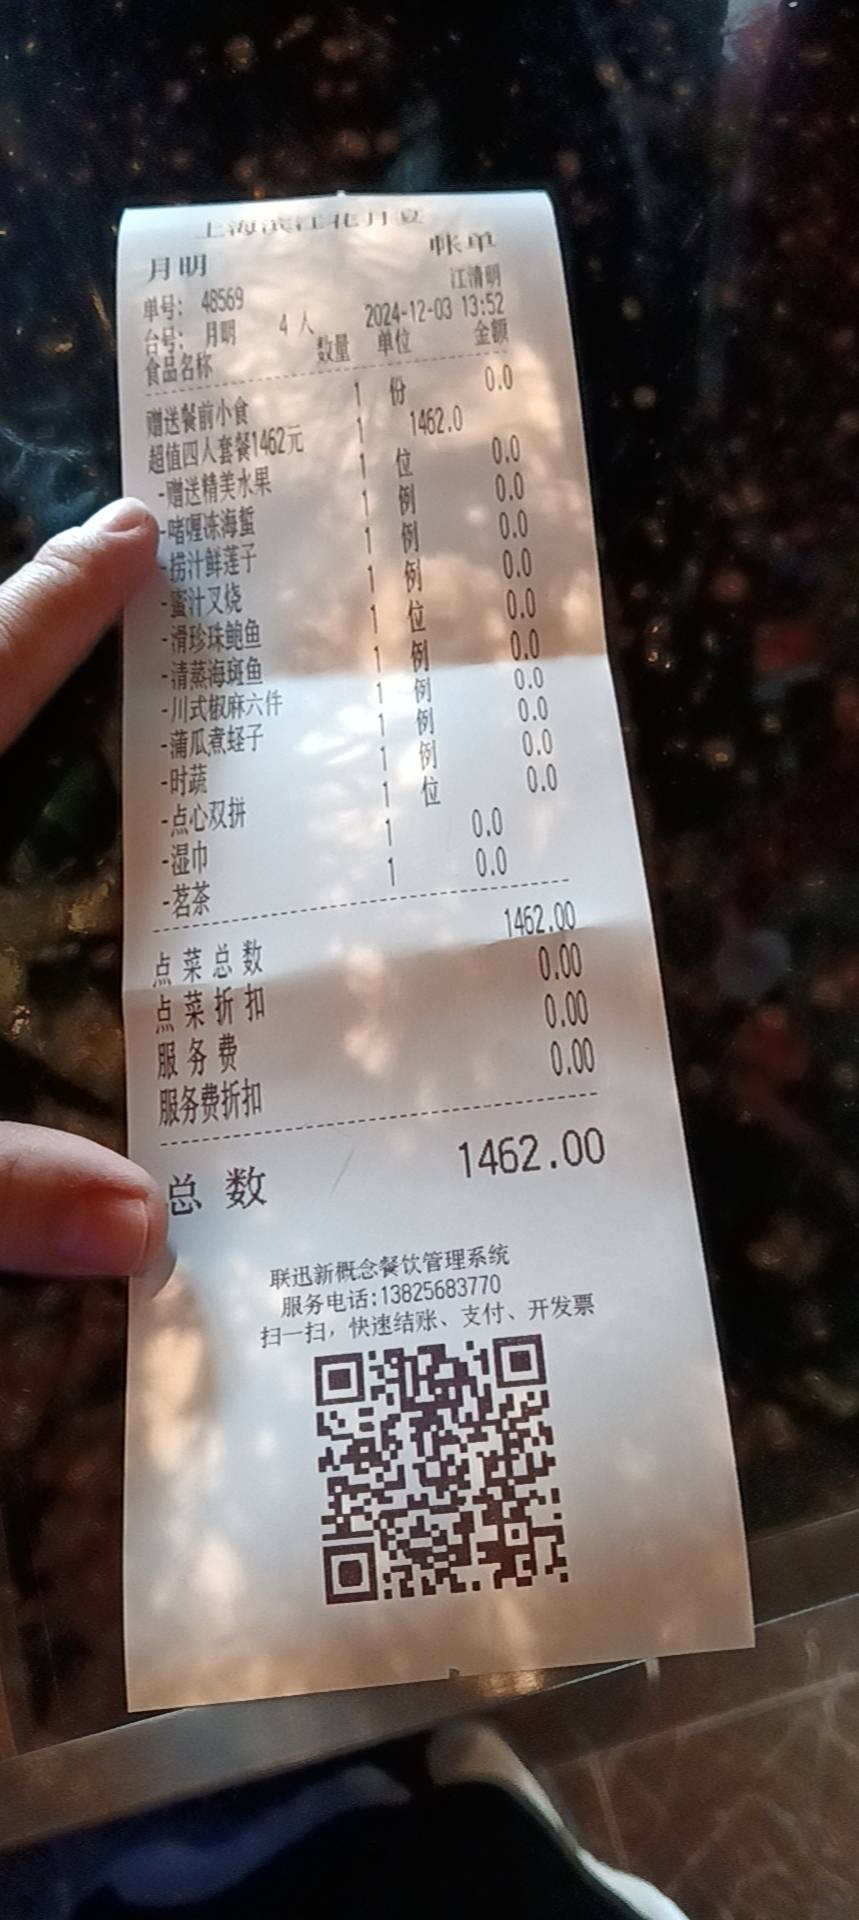 上海滨江花月
月明 帐单
江清明
单号： 48569
台号： 月明 4 人 2024-12-03 13:52
食品名称 数量 单位 金额
赠送餐前小食 1 份 0.0
超值四人套餐1462元 1 1462.0
-赠送精美水果 1 位 0.0
-啫喱冻海蜇 1 例 0.0
-捞汁鲜莲子 1 例 0.0
-蜜汁叉烧 1 例 0.0
-滑珍珠鲍鱼 1 位 0.0
-清蒸海斑鱼 1 例 0.0
-川式椒麻六件 1 例 0.0
-蒲瓜煮蛏子 1 例 0.0
-时蔬 1 例 0.0
-点心双拼 1 位 0.0
-湿巾 1 0.0
-茗茶 1 0.0
点菜总数 1462.00
点菜折扣 0.00
服务费 0.00
服务费折扣 0.00
总数 1462.00
联迅新概念餐饮管理系统
服务电话:13825683770
扫一扫，快速结账、支付、开发票